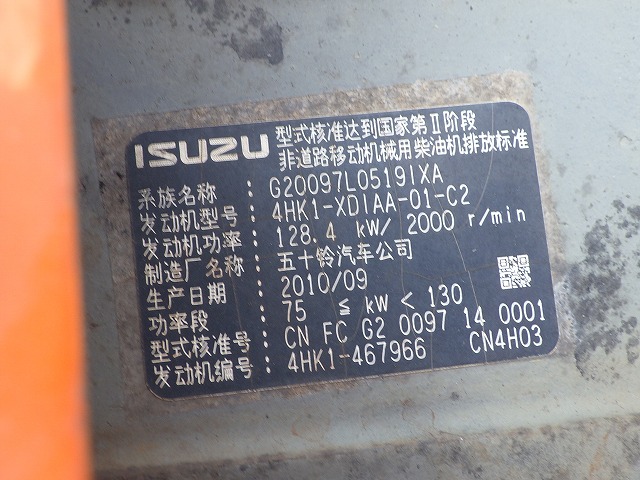 ISUZU
型式核准达到国家第Ⅱ阶段
非道路移动机械用柴油机排放标准
系族名称 : G20097L0519IXA
发动机型号 : 4HK1-XDIAA-01-C2
发动机功率 : 128.4 kW/ 2000 r/min
制造厂名称 : 五十铃汽车公司
生产日期 : 2010/09
功率段 : 75 ≦ kW < 130
型式核准号 : CN FC G2 0097 14 0001
发动机编号 : 4HK1-467966 CN4H03